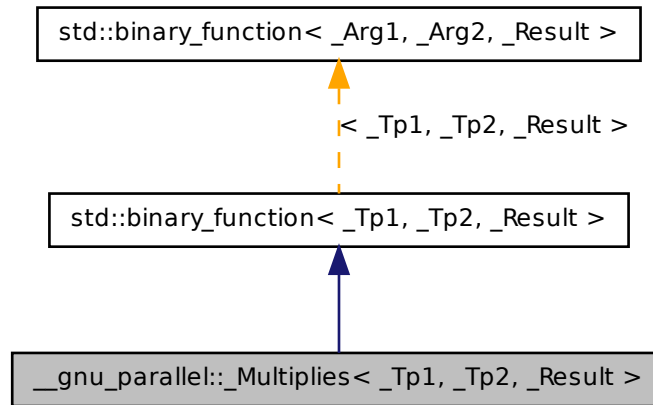 std::binary_function< _Arg1, _Arg2, _Result >
< _Tp1, _Tp2, _Result >
std::binary_function< _Tp1, _Tp2, _Result >
__gnu_parallel::_Multiplies< _Tp1, _Tp2, _Result >